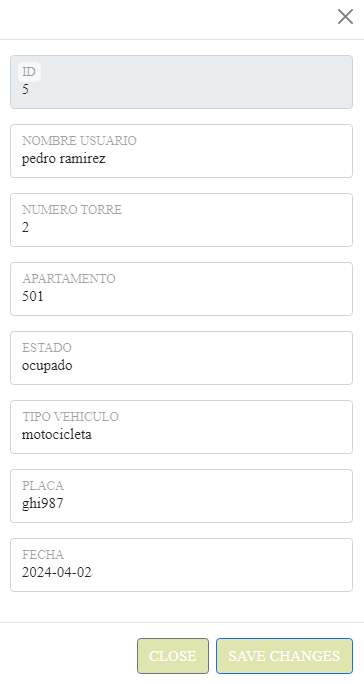 ID
5
NOMBRE USUARIO
pedro ramirez
NUMERO TORRE
2
APARTAMENTO
501
ESTADO
ocupado
TIPO VEHICULO
motocicleta
PLACA
ghi987
FECHA
2024-04-02
CLOSE SAVE CHANGES